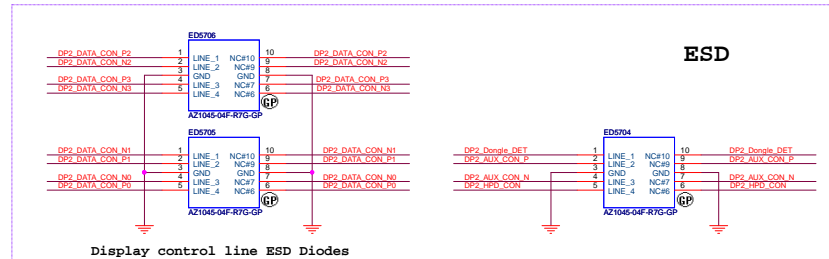 ESD
ED5706
DP2_DATA_CON_P2 1 LINE_1 NC#10 10 DP2_DATA_CON_P2
DP2_DATA_CON_N2 2 LINE_2 NC#9 9 DP2_DATA_CON_N2
3 GND GND 8
DP2_DATA_CON_P3 4 LINE_3 NC#7 7 DP2_DATA_CON_P3
DP2_DATA_CON_N3 5 LINE_4 NC#6 6 DP2_DATA_CON_N3
GP
AZ1045-04F-R7G-GP
ED5705
DP2_DATA_CON_N1 1 LINE_1 NC#10 10 DP2_DATA_CON_N1
DP2_DATA_CON_P1 2 LINE_2 NC#9 9 DP2_DATA_CON_P1
3 GND GND 8
DP2_DATA_CON_N0 4 LINE_3 NC#7 7 DP2_DATA_CON_N0
DP2_DATA_CON_P0 5 LINE_4 NC#6 6 DP2_DATA_CON_P0
GP
AZ1045-04F-R7G-GP
Display control line ESD Diodes
ED5704
DP2_Dongle_DET 1 LINE_1 NC#10 10 DP2_Dongle_DET
DP2_AUX_CON_P 2 LINE_2 NC#9 9 DP2_AUX_CON_P
3 GND GND 8
DP2_AUX_CON_N 4 LINE_3 NC#7 7 DP2_AUX_CON_N
DP2_HPD_CON 5 LINE_4 NC#6 6 DP2_HPD_CON
GP
AZ1045-04F-R7G-GP